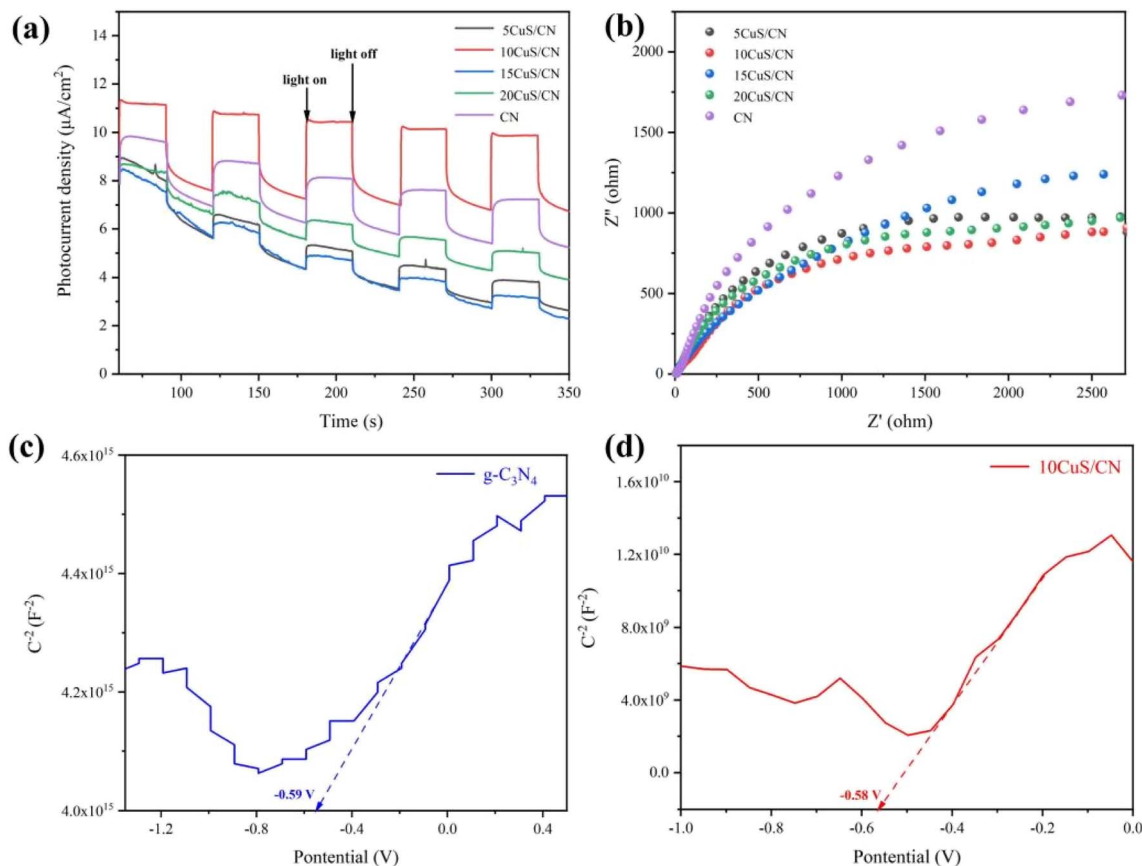 (a)
14
12
10
8
6
4
2
0
Photocurrent density (μA/cm²)
100
150
200
250
300
350
Time (s)
light on
light off
5CuS/CN
10CuS/CN
15CuS/CN
20CuS/CN
CN
(b)
2000
1500
1000
500
0
Z" (ohm)
0
500
1000
1500
2000
2500
Z' (ohm)
5CuS/CN
10CuS/CN
15CuS/CN
20CuS/CN
CN
(c)
4.6x10¹⁵
4.4x10¹⁵
4.2x10¹⁵
4.0x10¹⁵
C⁻² (F⁻²)
-1.2
-0.8
-0.4
0.0
0.4
Pontential (V)
g-C₃N₄
-0.59 V
(d)
1.6x10¹⁰
1.2x10¹⁰
8.0x10⁹
4.0x10⁹
0.0
C⁻² (F⁻²)
-1.0
-0.8
-0.6
-0.4
-0.2
0.0
Pontential (V)
10CuS/CN
-0.58 V